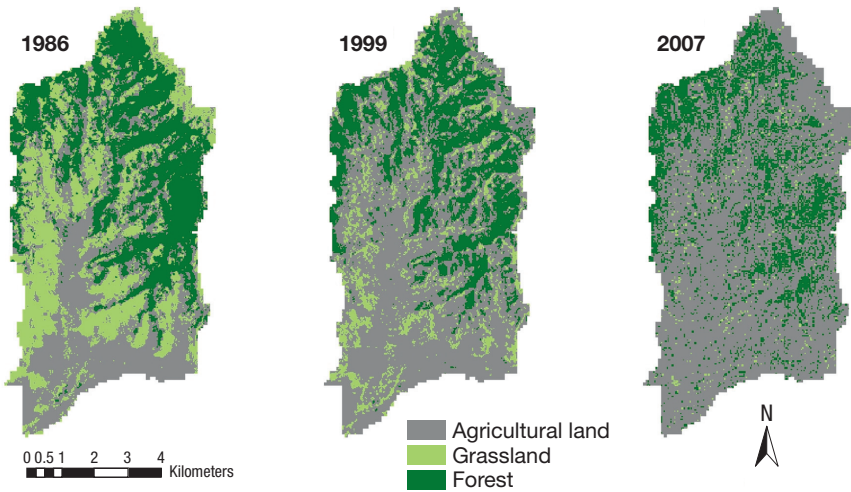 1986
1999
2007
N
Agricultural land
Grassland
Forest
0 0.5 1 2 3 4
Kilometers